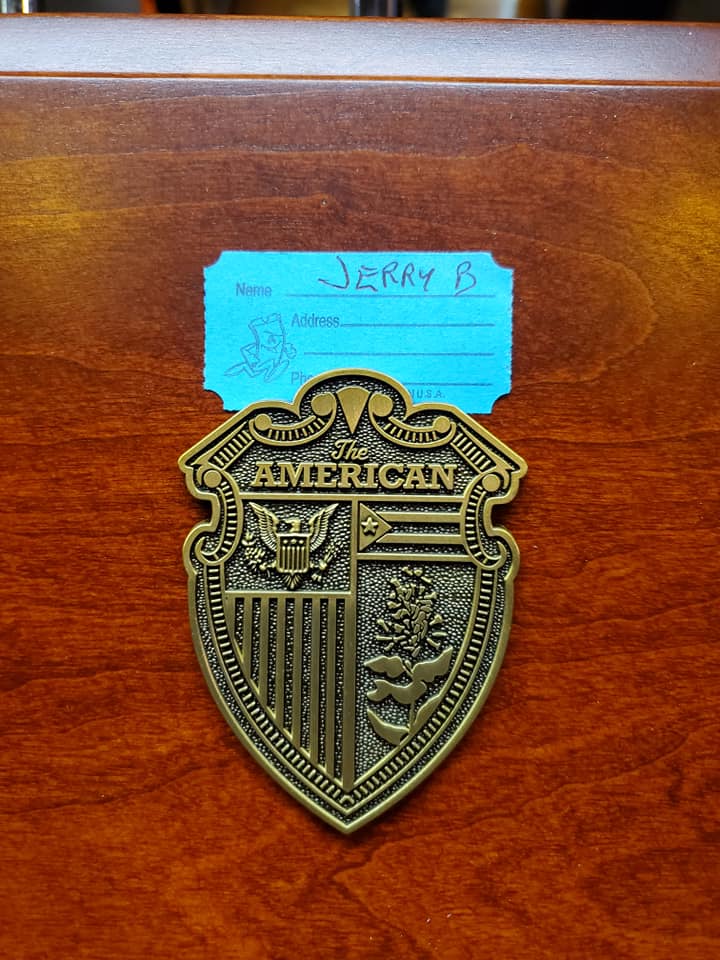 Name JERRY B
Address
The
AMERICAN